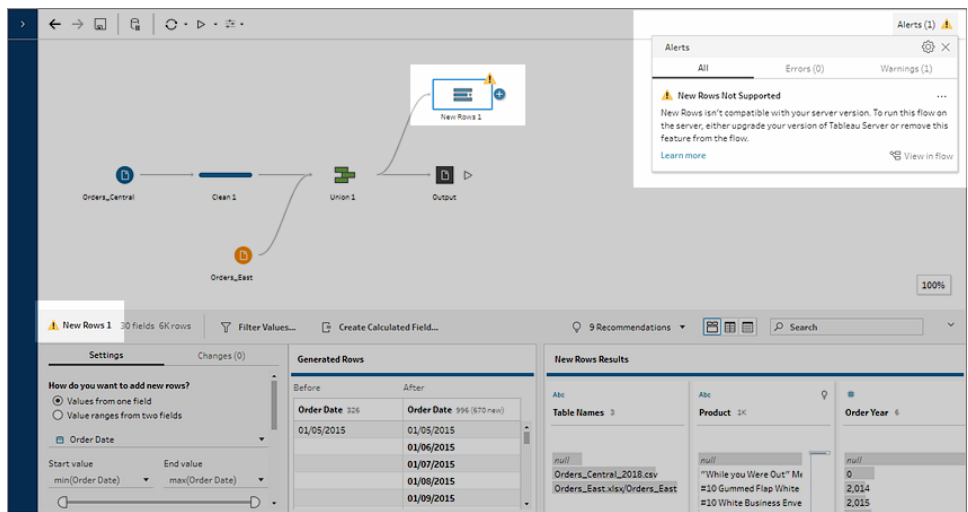 Alerts (1)
Alerts
All
Errors (0)
Warnings (1)
New Rows Not Supported
New Rows isn't compatible with your server version. To run this flow on
the server, either upgrade your version of Tableau Server or remove this
feature from the flow.
Learn more
View in flow
New Rows 1
Orders_Central
Clean 1
Union 1
Output
Orders_East
100%
New Rows 1 30 fields 6K rows
Filter Values...
Create Calculated Field...
9 Recommendations
Search
Settings
Changes (0)
How do you want to add new rows?
Values from one field
Value ranges from two fields
Order Date
Start value
End value
min(Order Date)
max(Order Date)
Generated Rows
Before
After
Order Date 326
Order Date 996 (670 new)
01/05/2015
01/05/2015
01/06/2015
01/07/2015
01/08/2015
01/09/2015
New Rows Results
Abc
Table Names 3
null
Orders_Central_2018.csv
Orders_East.xlsx/Orders_East
Abc
Product 1K
null
"While you Were Out" Me
#10 Gummed Flap White
#10 White Business Enve
#
Order Year 6
null
0
2,014
2,015